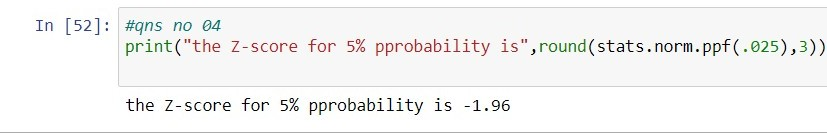 In [52]: #qns no 04
print("the Z-score for 5% pprobability is",round(stats.norm.ppf(.025),3))
the Z-score for 5% pprobability is -1.96